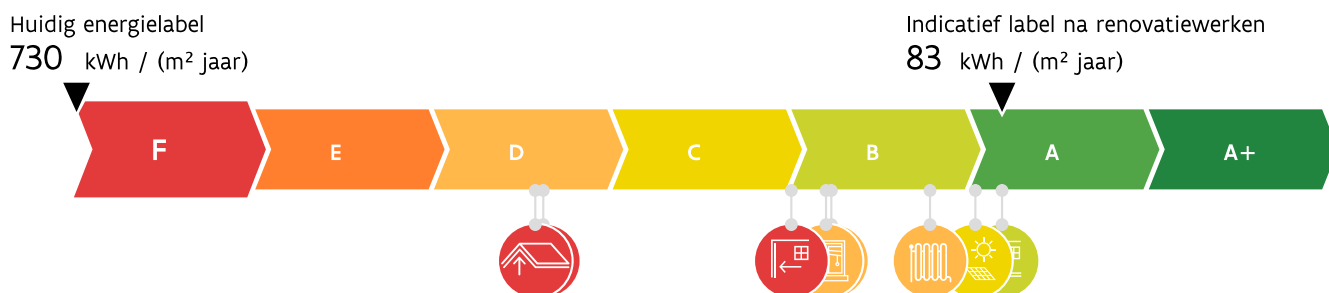 Huidig energielabel
730 kWh / (m² jaar)
Indicatief label na renovatiewerken
83 kWh / (m² jaar)
F E D C B A A+